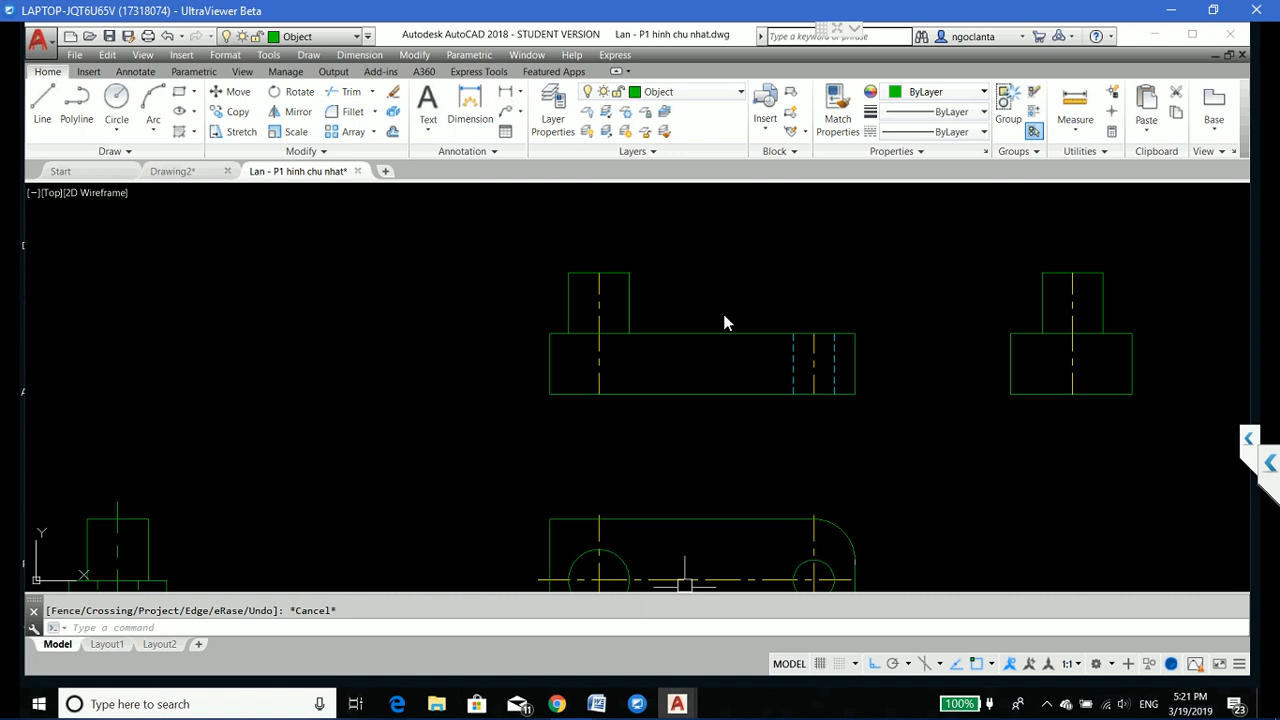 LAPTOP-JQT6U65V (17318074) - UltraViewer Beta
Object
Autodesk AutoCAD 2018 - STUDENT VERSION
Lan - P1 hinh chu nhat.dwg
Type a keyword or phrase
ngoclanta
File Edit View Insert Format Tools Draw Dimension Modify Parametric Window Help Express
Home Insert Annotate Parametric View Manage Output Add-ins A360 Express Tools Featured Apps
Line Polyline Circle Arc
Move Rotate Trim
Copy Mirror Fillet
Stretch Scale Array
Text Dimension
Layer Properties
Object
Insert
Match Properties
ByLayer
ByLayer
ByLayer
Group
Measure
Paste
Base
Draw Modify Annotation Layers Block Properties Groups Utilities Clipboard View
Start Drawing2* Lan - P1 hinh chu nhat*
[−][Top][2D Wireframe]
Y
X
[Fence/Crossing/Project/Edge/eRase/Undo]: *Cancel*
Type a command
Model Layout1 Layout2
MODEL
1:1
Type here to search
11
100%
ENG
5:21 PM
3/19/2019
23